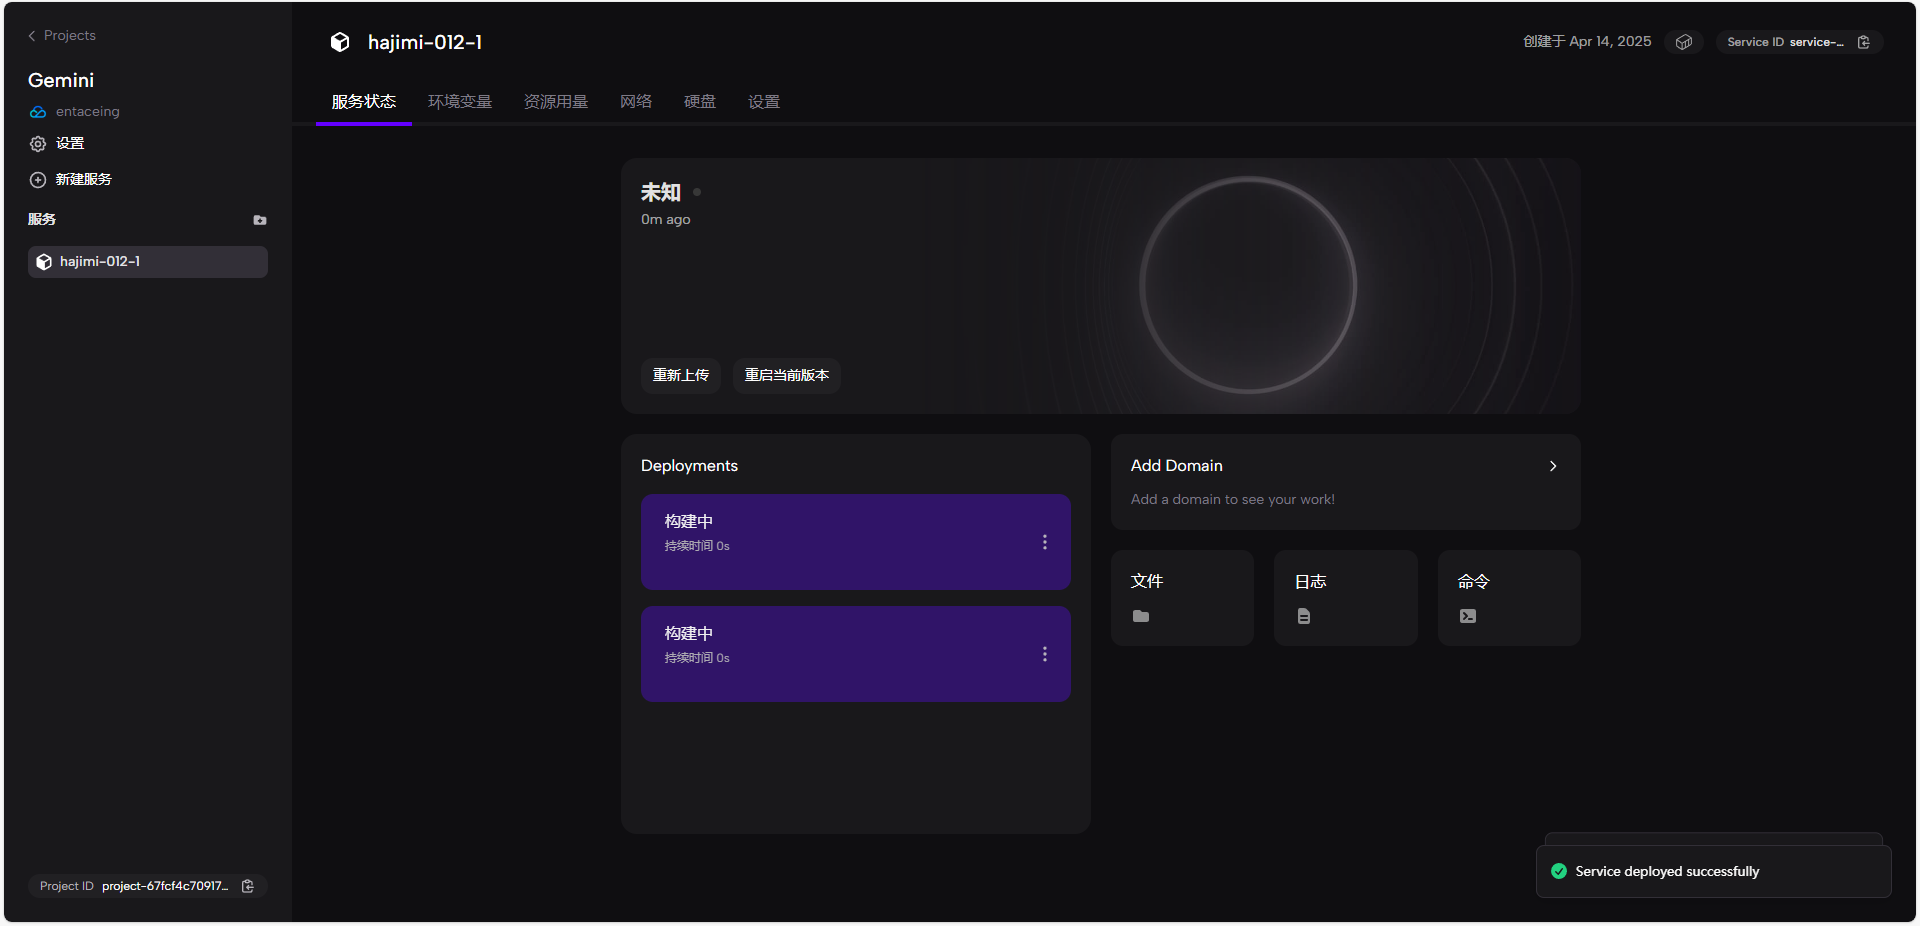 Projects
Gemini
entaceing
设置
新建服务
服务
hajimi-012-1
Project ID project-67fcf4c70917...
hajimi-012-1
创建于 Apr 14, 2025
Service ID service-...
服务状态 环境变量 资源用量 网络 硬盘 设置
未知
0m ago
重新上传 重启当前版本
Deployments
构建中
持续时间 0s
构建中
持续时间 0s
Add Domain
Add a domain to see your work!
文件 日志 命令
Service deployed successfully